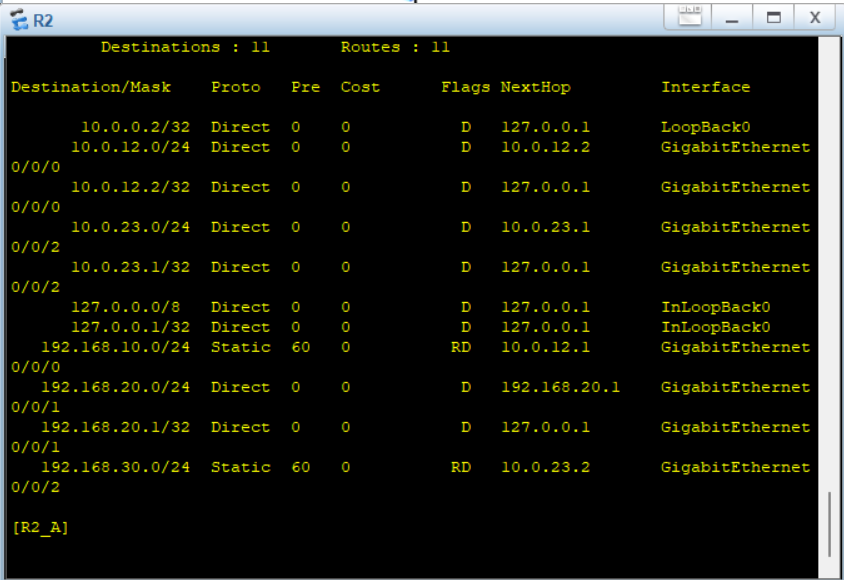 R2
Destinations : 11       Routes : 11
Destination/Mask    Proto   Pre  Cost      Flags NextHop         Interface
10.0.0.2/32  Direct  0    0           D   127.0.0.1       LoopBack0
10.0.12.0/24  Direct  0    0           D   10.0.12.2       GigabitEthernet
0/0/0
10.0.12.2/32  Direct  0    0           D   127.0.0.1       GigabitEthernet
0/0/0
10.0.23.0/24  Direct  0    0           D   10.0.23.1       GigabitEthernet
0/0/2
10.0.23.1/32  Direct  0    0           D   127.0.0.1       GigabitEthernet
0/0/2
127.0.0.0/8   Direct  0    0           D   127.0.0.1       InLoopBack0
127.0.0.1/32  Direct  0    0           D   127.0.0.1       InLoopBack0
192.168.10.0/24  Static  60   0          RD   10.0.12.1       GigabitEthernet
0/0/0
192.168.20.0/24  Direct  0    0           D   192.168.20.1    GigabitEthernet
0/0/1
192.168.20.1/32  Direct  0    0           D   127.0.0.1       GigabitEthernet
0/0/1
192.168.30.0/24  Static  60   0          RD   10.0.23.2       GigabitEthernet
0/0/2
[R2_A]